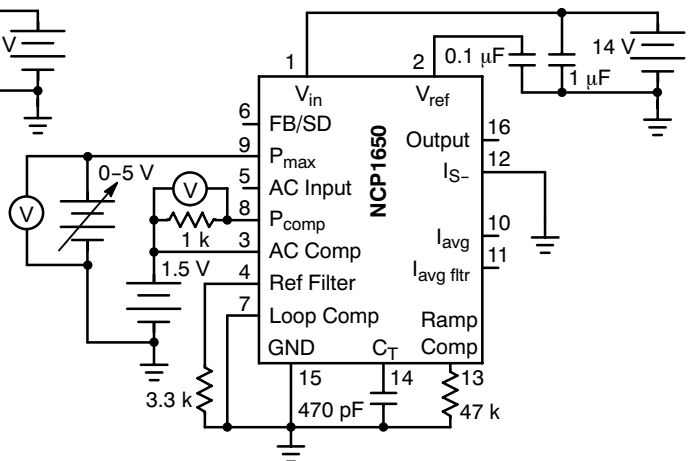 V
1
2
0.1 µF
1 µF
14 V
V_in
V_ref
6
FB/SD
9
P_max
5
AC Input
8
P_comp
3
AC Comp
4
Ref Filter
7
Loop Comp
GND
C_T
Ramp
Comp
NCP1650
Output
16
I_S–
12
I_avg
10
I_avg fltr
11
0–5 V
V
V
1 k
1.5 V
3.3 k
15
470 pF
14
13
47 k